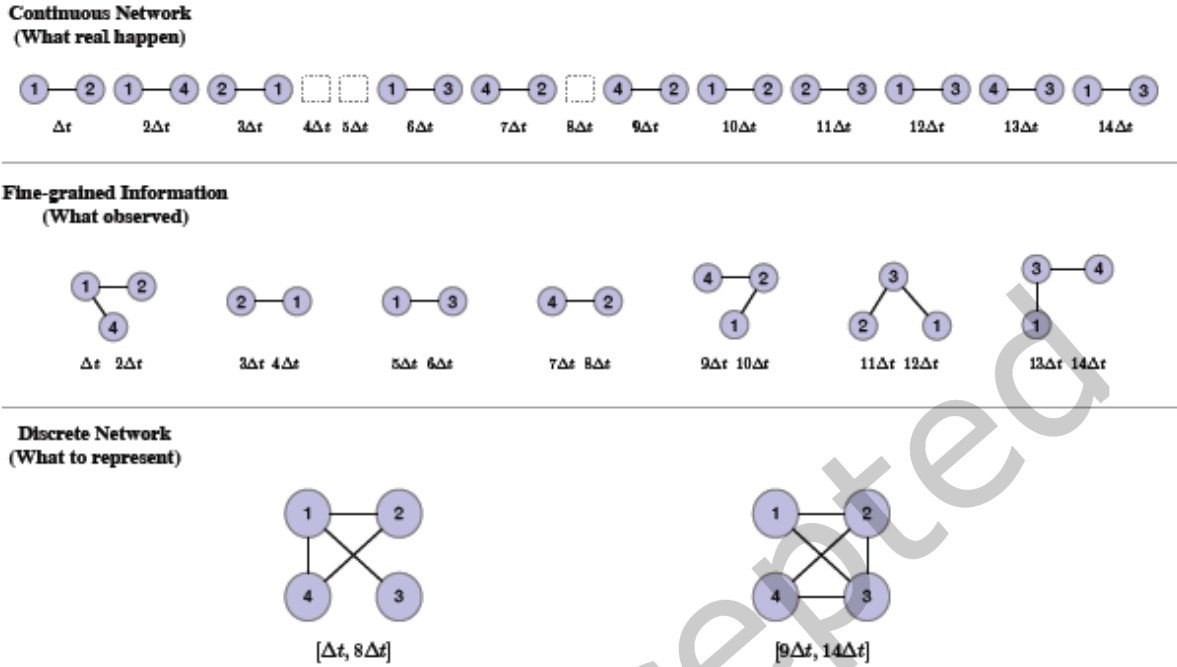 Continuous Network
(What real happen)
1 2 1 4 2 1 1 3 4 2 4 2 1 2 2 3 1 3 4 3 1 3
Δt 2Δt 3Δt 4Δt 5Δt 6Δt 7Δt 8Δt 9Δt 10Δt 11Δt 12Δt 13Δt 14Δt
Fine-grained Information
(What observed)
1 2 4
2 1
1 3
4 2
4 2 1
3 2 1
3 4 1
Δt 2Δt 3Δt 4Δt 5Δt 6Δt 7Δt 8Δt 9Δt 10Δt 11Δt 12Δt 13Δt 14Δt
Discrete Network
(What to represent)
1 2
4 3
1 2
4 3
[Δt, 8Δt] [9Δt, 14Δt]
epted